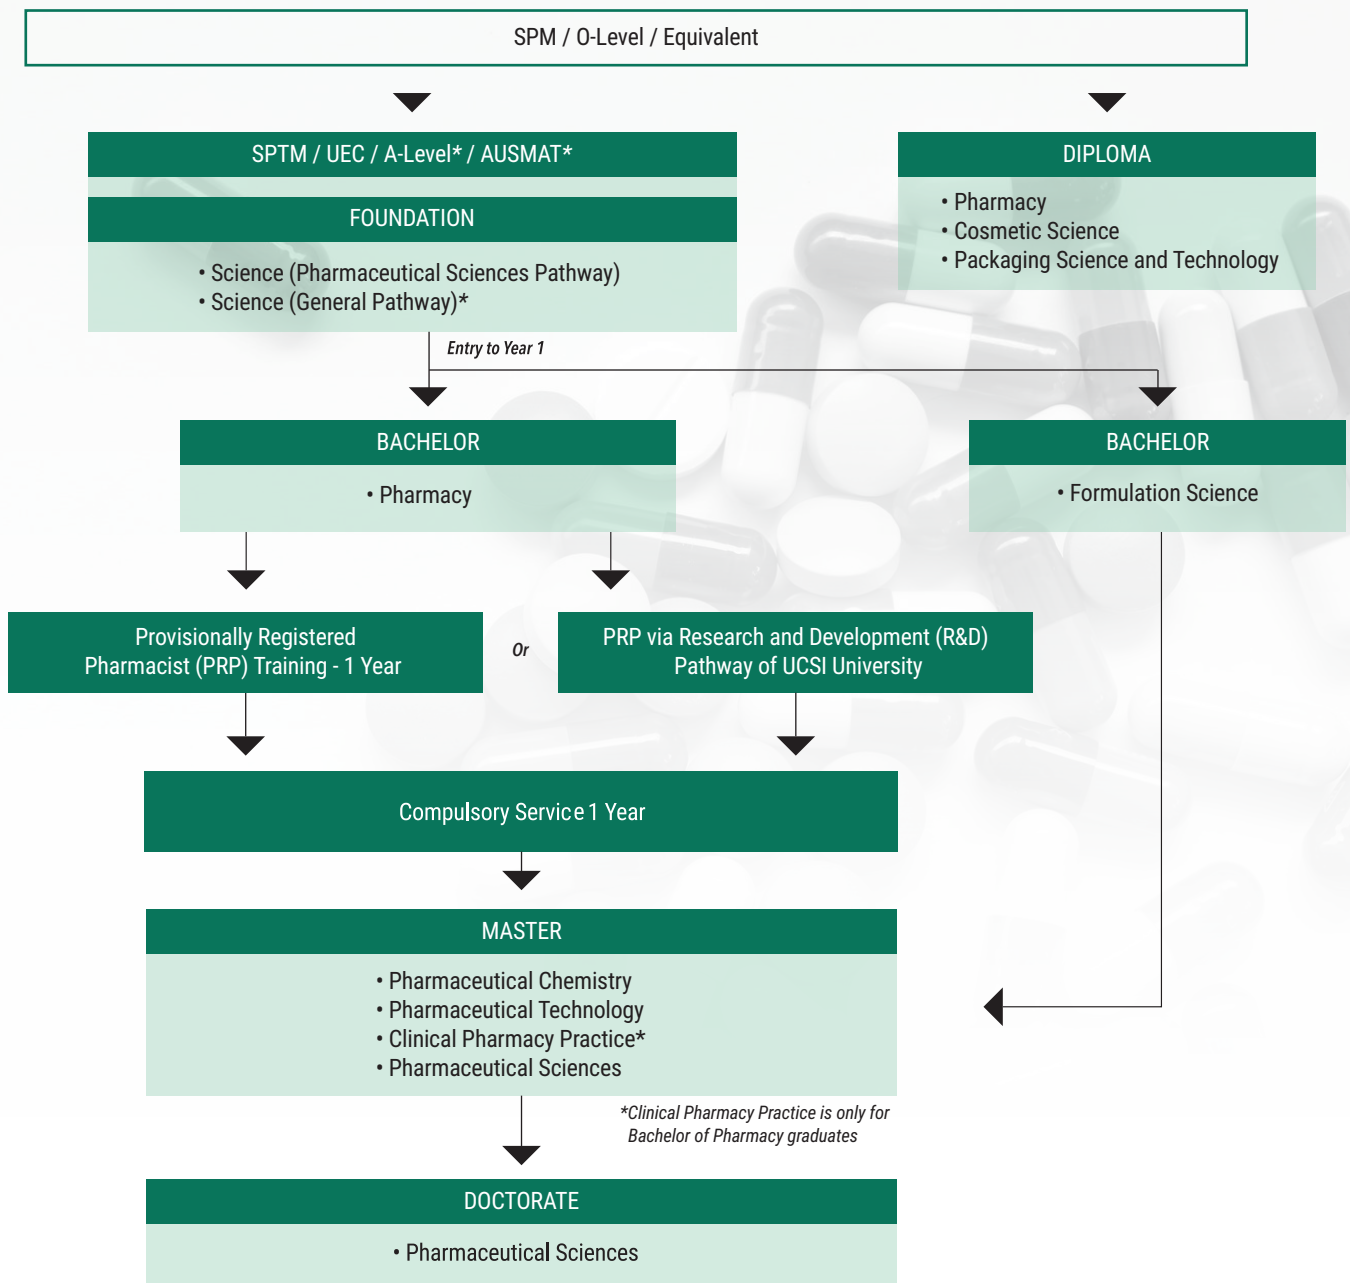 SPM / O-Level / Equivalent
SPTM / UEC / A-Level* / AUSMAT*
FOUNDATION
• Science (Pharmaceutical Sciences Pathway)
• Science (General Pathway)*
DIPLOMA
• Pharmacy
• Cosmetic Science
• Packaging Science and Technology
Entry to Year 1
BACHELOR
• Pharmacy
BACHELOR
• Formulation Science
Provisionally Registered
Pharmacist (PRP) Training - 1 Year
Or
PRP via Research and Development (R&D)
Pathway of UCSI University
Compulsory Service 1 Year
MASTER
• Pharmaceutical Chemistry
• Pharmaceutical Technology
• Clinical Pharmacy Practice*
• Pharmaceutical Sciences
*Clinical Pharmacy Practice is only for
Bachelor of Pharmacy graduates
DOCTORATE
• Pharmaceutical Sciences